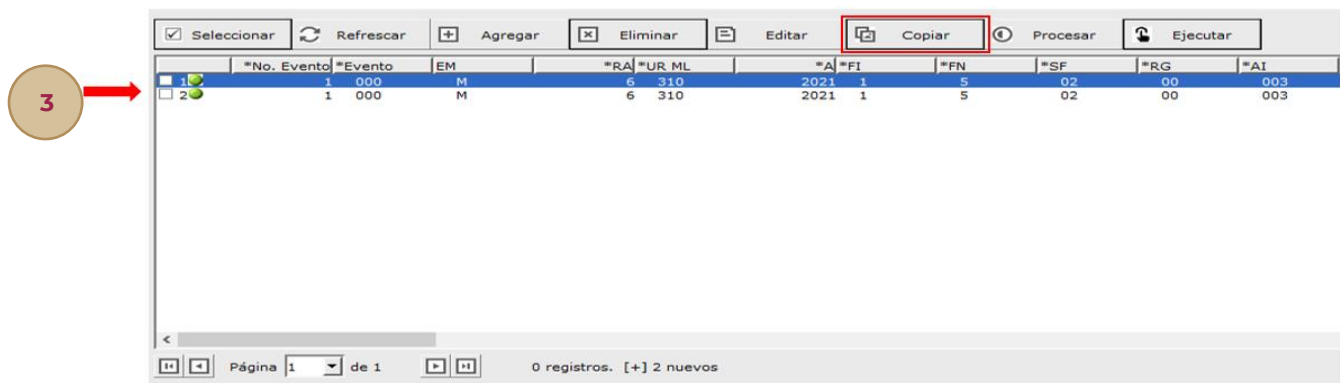 Seleccionar Refrescar Agregar Eliminar Editar Copiar Procesar Ejecutar
*No. Evento *Evento EM *RA *UR ML *A *FI *FN *SF *RG *AI
1 1 000 M 6 310 2021 1 5 02 00 003
2 1 000 M 6 310 2021 1 5 02 00 003
3
Página 1 de 1 0 registros. [+] 2 nuevos